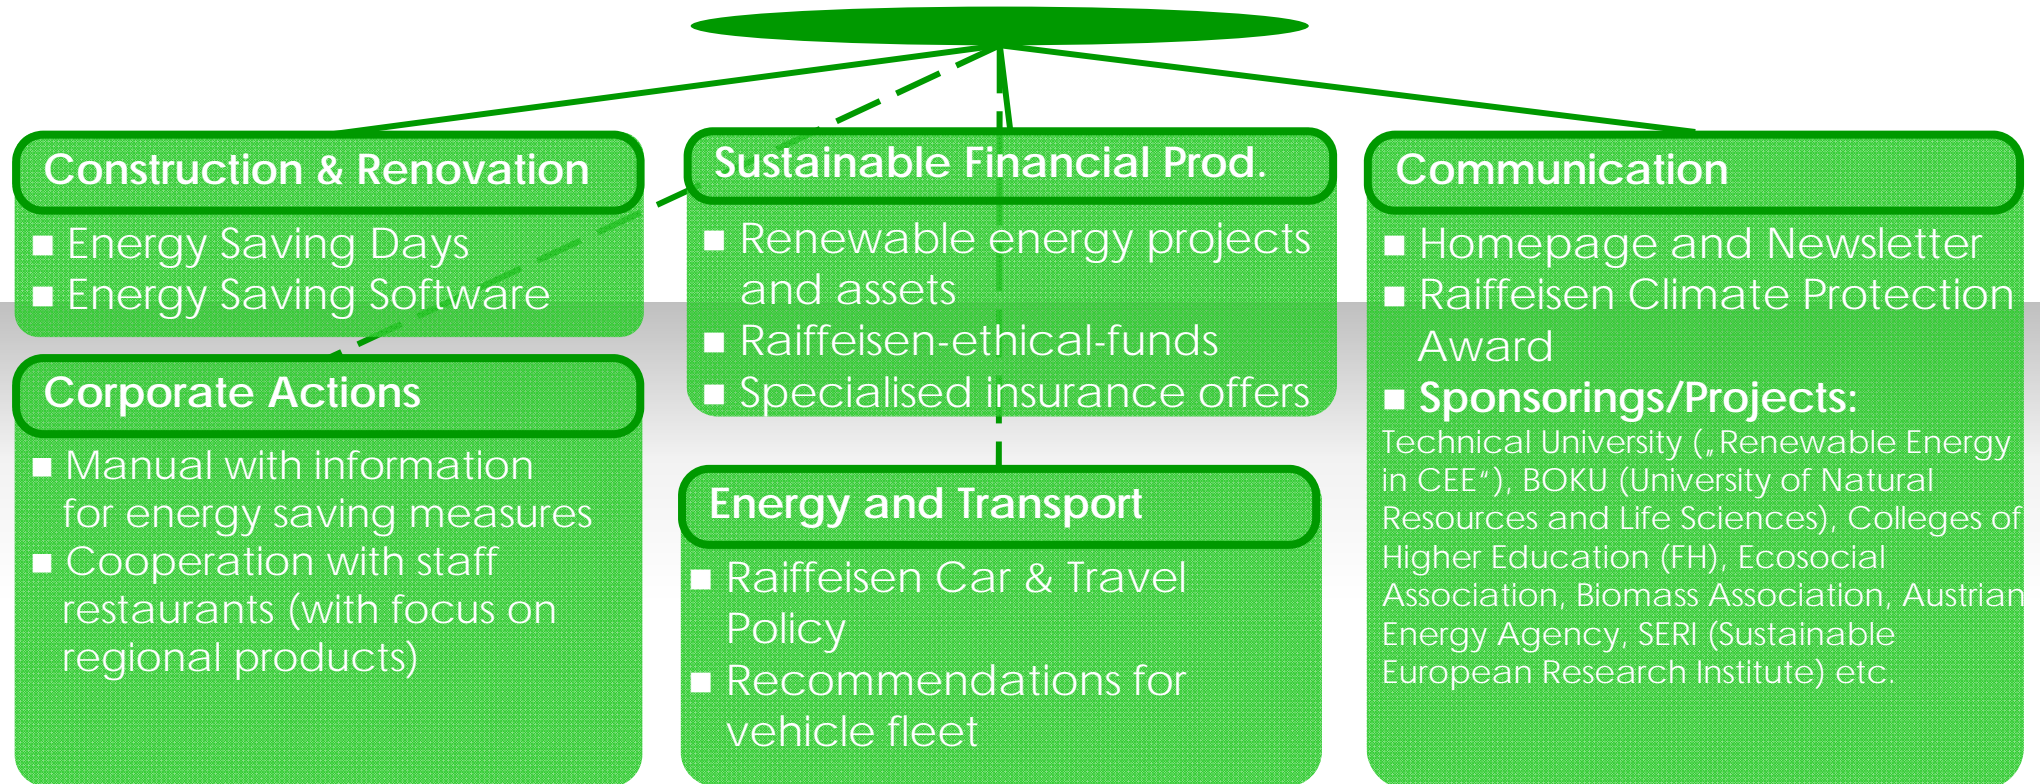 Construction & Renovation
■ Energy Saving Days
■ Energy Saving Software
Corporate Actions
■ Manual with information
for energy saving measures
■ Cooperation with staff
restaurants (with focus on
regional products)
Sustainable Financial Prod.
■ Renewable energy projects
and assets
■ Raiffeisen-ethical-funds
■ Specialised insurance offers
Energy and Transport
■ Raiffeisen Car & Travel
Policy
■ Recommendations for
vehicle fleet
Communication
■ Homepage and Newsletter
■ Raiffeisen Climate Protection
Award
■ Sponsorings/Projects:
Technical University („Renewable Energy
in CEE“), BOKU (University of Natural
Resources and Life Sciences), Colleges of
Higher Education (FH), Ecosocial
Association, Biomass Association, Austrian
Energy Agency, SERI (Sustainable
European Research Institute) etc.